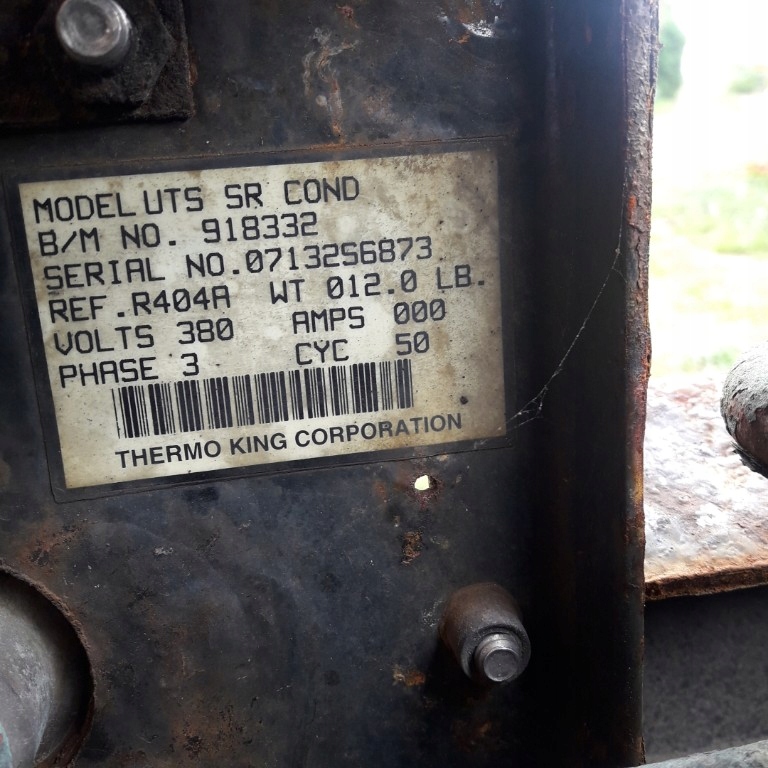 MODEL UTS SR COND
B/M NO. 918332
SERIAL NO.0713256873
REF.R404A WT 012.0 LB.
VOLTS 380 AMPS 000
PHASE 3 CYC 50
THERMO KING CORPORATION